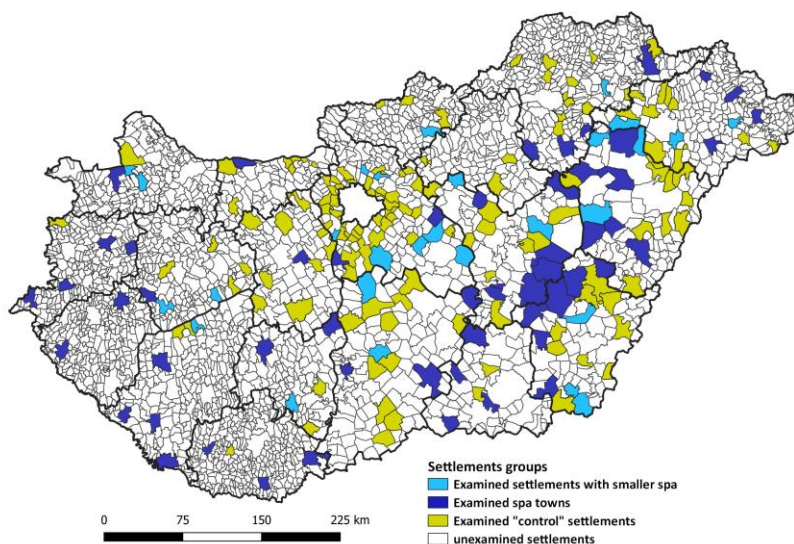 Settlements groups
Examined settlements with smaller spa
Examined spa towns
Examined "control" settlements
unexamined settlements
0 75 150 225 km